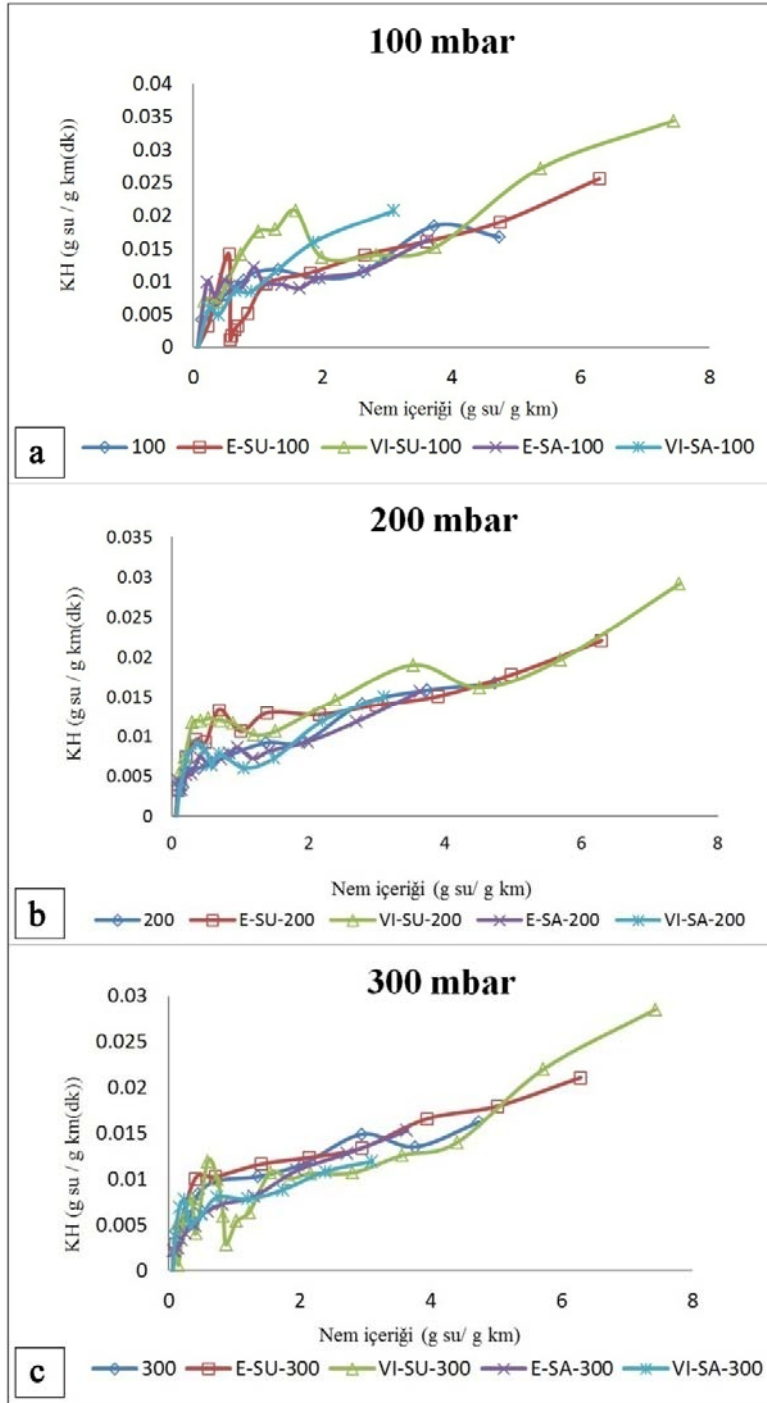 100 mbar
0.04
0.035
0.03
0.025
0.02
0.015
0.01
0.005
0
KH (g su / g km(dk))
0 2 4 6 8
Nem içeriği (g su/ g km)
a
100 E-SU-100 VI-SU-100 E-SA-100 VI-SA-100
200 mbar
0.035
0.03
0.025
0.02
0.015
0.01
0.005
0
KH (g su / g km(dk))
0 2 4 6 8
Nem içeriği (g su/ g km)
b
200 E-SU-200 VI-SU-200 E-SA-200 VI-SA-200
300 mbar
0.03
0.025
0.02
0.015
0.01
0.005
0
KH (g su / g km(dk))
0 2 4 6 8
Nem içeriği (g su/ g km)
c
300 E-SU-300 VI-SU-300 E-SA-300 VI-SA-300